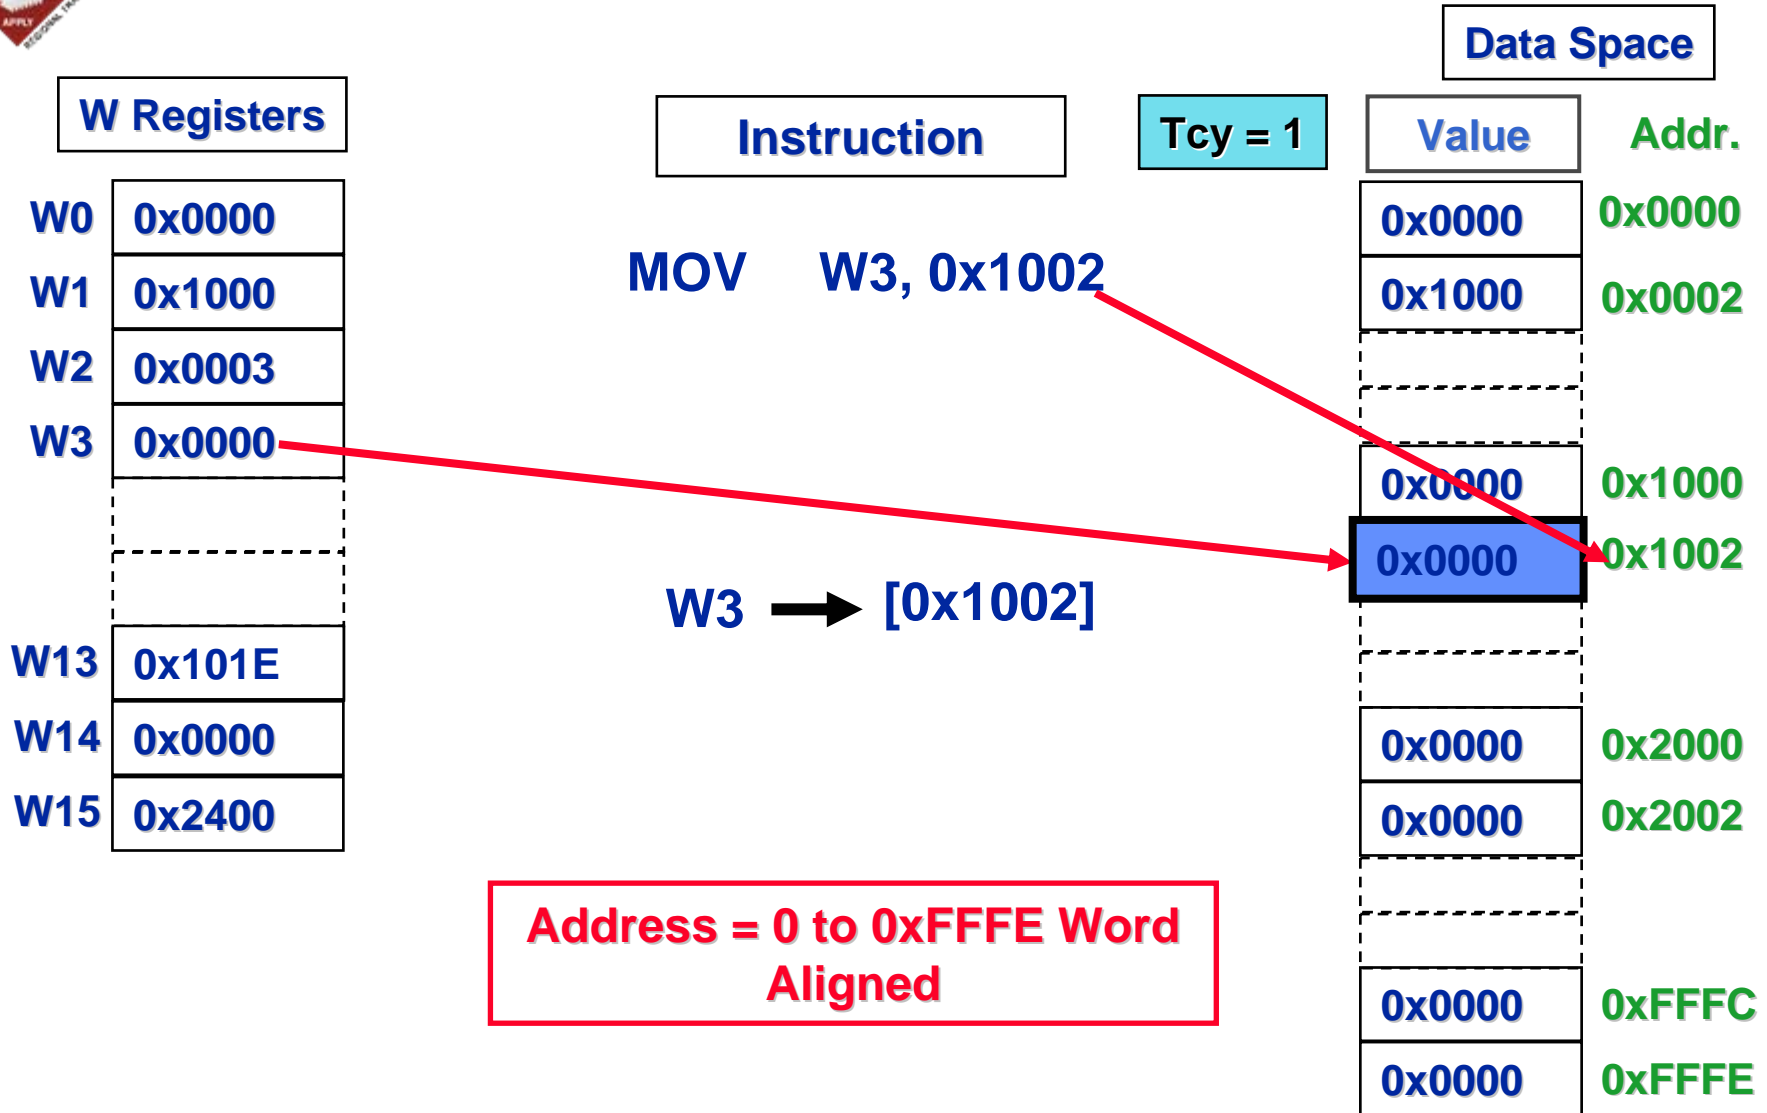 APPLY
Data Space
W Registers
Instruction
Tcy = 1
Value
Addr.
W0 0x0000
W1 0x1000
W2 0x0003
W3 0x0000
W13 0x101E
W14 0x0000
W15 0x2400
MOV W3, 0x1002
W3 [0x1002]
Address = 0 to 0xFFFE Word
Aligned
0x0000 0x0000
0x1000 0x0002
0x0000 0x1000
0x0000 0x1002
0x0000 0x2000
0x0000 0x2002
0x0000 0xFFFC
0x0000 0xFFFE